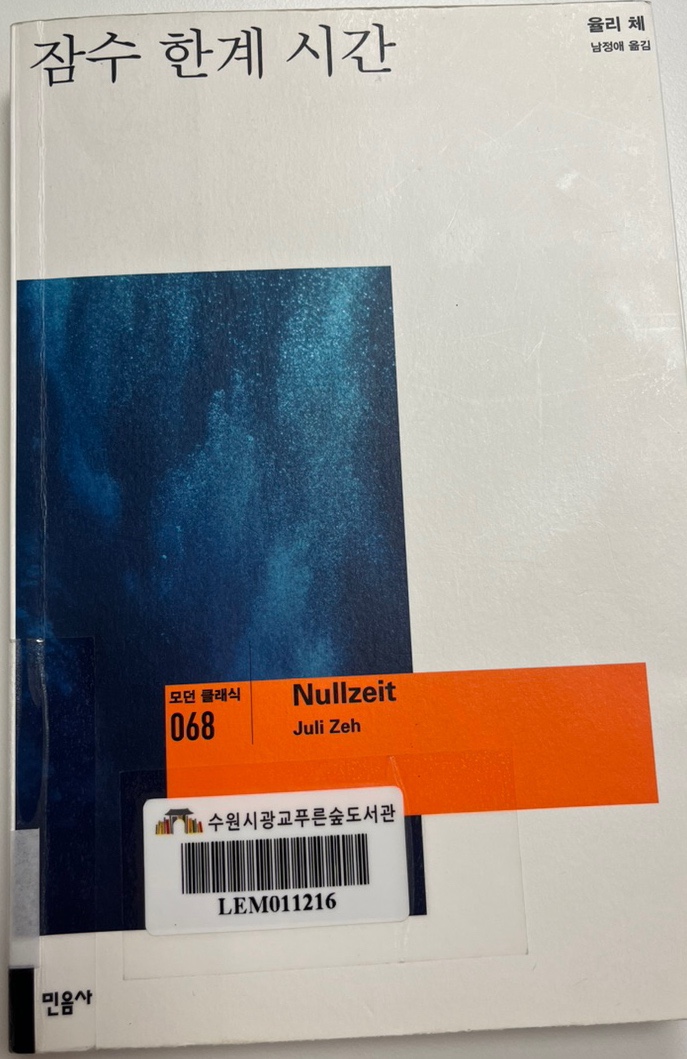 잠수 한계 시간
율리 체
남정애 옮김
모던 클래식
068
Nullzeit
Juli Zeh
수원시광교푸른숲도서관
LEM011216
민음사